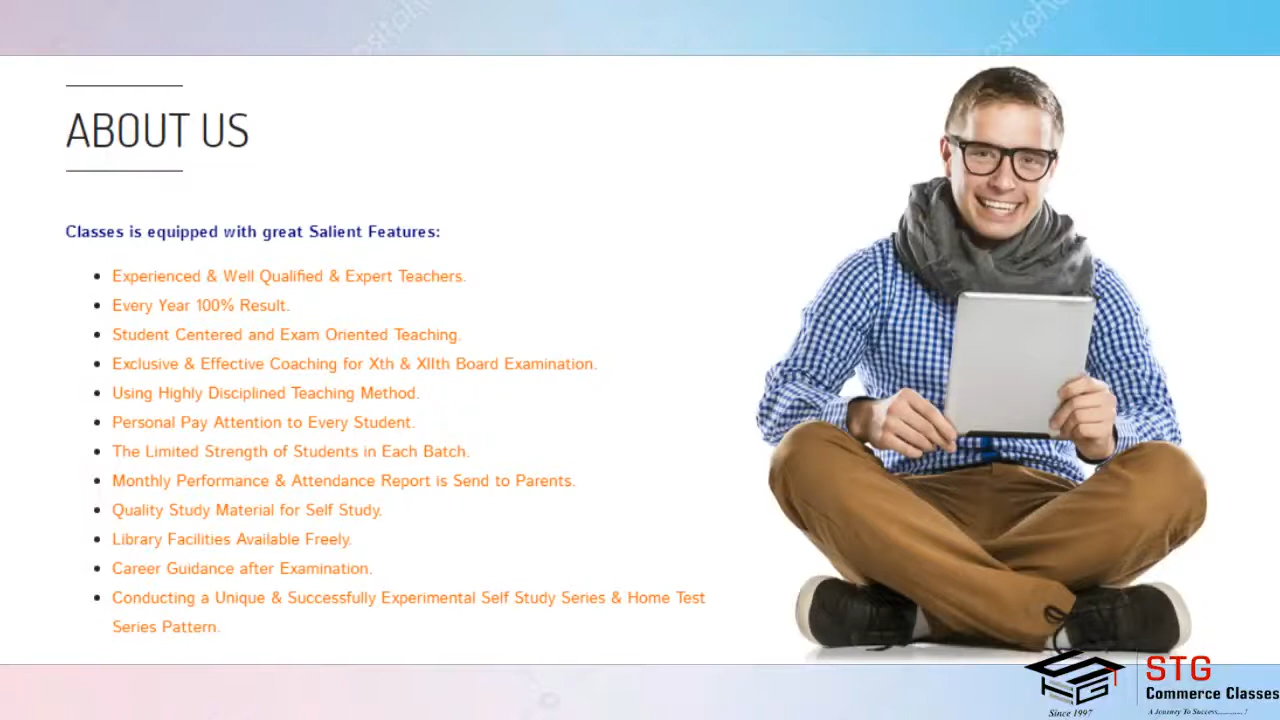 ABOUT US
Classes is equipped with great Salient Features:
Experienced & Well Qualified & Expert Teachers.
Every Year 100% Result.
Student Centered and Exam Oriented Teaching.
Exclusive & Effective Coaching for Xth & XIIth Board Examination.
Using Highly Disciplined Teaching Method.
Personal Pay Attention to Every Student.
The Limited Strength of Students in Each Batch.
Monthly Performance & Attendance Report is Send to Parents.
Quality Study Material for Self Study.
Library Facilities Available Freely.
Career Guidance after Examination.
Conducting a Unique & Successfully Experimental Self Study Series & Home Test
Series Pattern.
STG
Commerce Classes
Since 1997
A Journey To Success............!